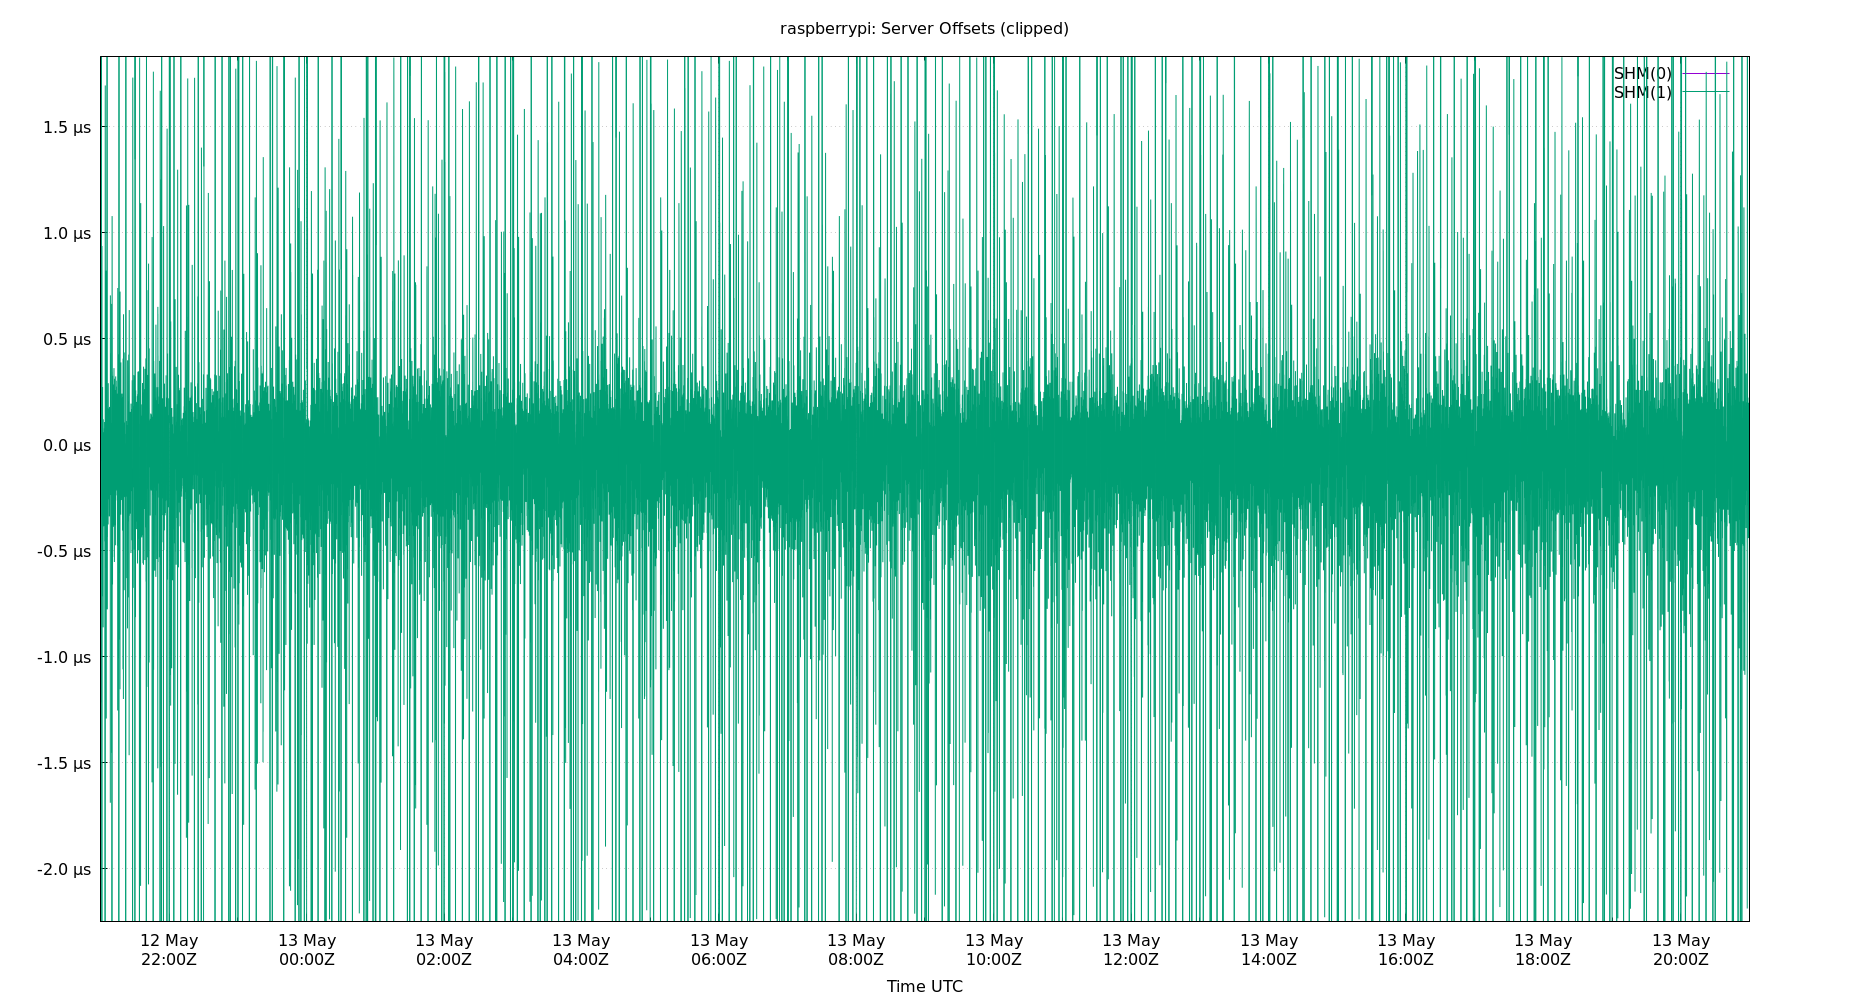 raspberrypi: Server Offsets (clipped)
SHM(0)
SHM(1)
1.5 µs
1.0 µs
0.5 µs
0.0 µs
-0.5 µs
-1.0 µs
-1.5 µs
-2.0 µs
12 May 13 May 13 May 13 May 13 May 13 May 13 May 13 May 13 May 13 May 13 May 13 May
22:00Z 00:00Z 02:00Z 04:00Z 06:00Z 08:00Z 10:00Z 12:00Z 14:00Z 16:00Z 18:00Z 20:00Z
Time UTC